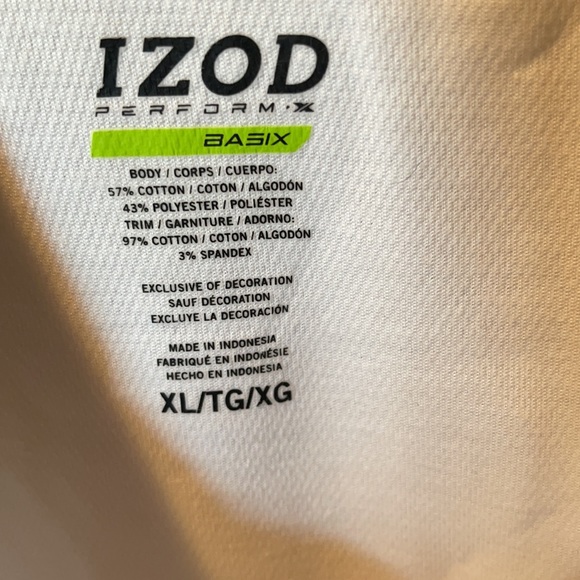 IZOD
PERFORM·X
BASIX
BODY / CORPS / CUERPO:
57% COTTON / COTON / ALGODÓN
43% POLYESTER / POLIÉSTER
TRIM / GARNITURE / ADORNO:
97% COTTON / COTON / ALGODÓN
3% SPANDEX
EXCLUSIVE OF DECORATION
SAUF DÉCORATION
EXCLUYE LA DECORACIÓN
MADE IN INDONESIA
FABRIQUÉ EN INDONÉSIE
HECHO EN INDONESIA
XL/TG/XG